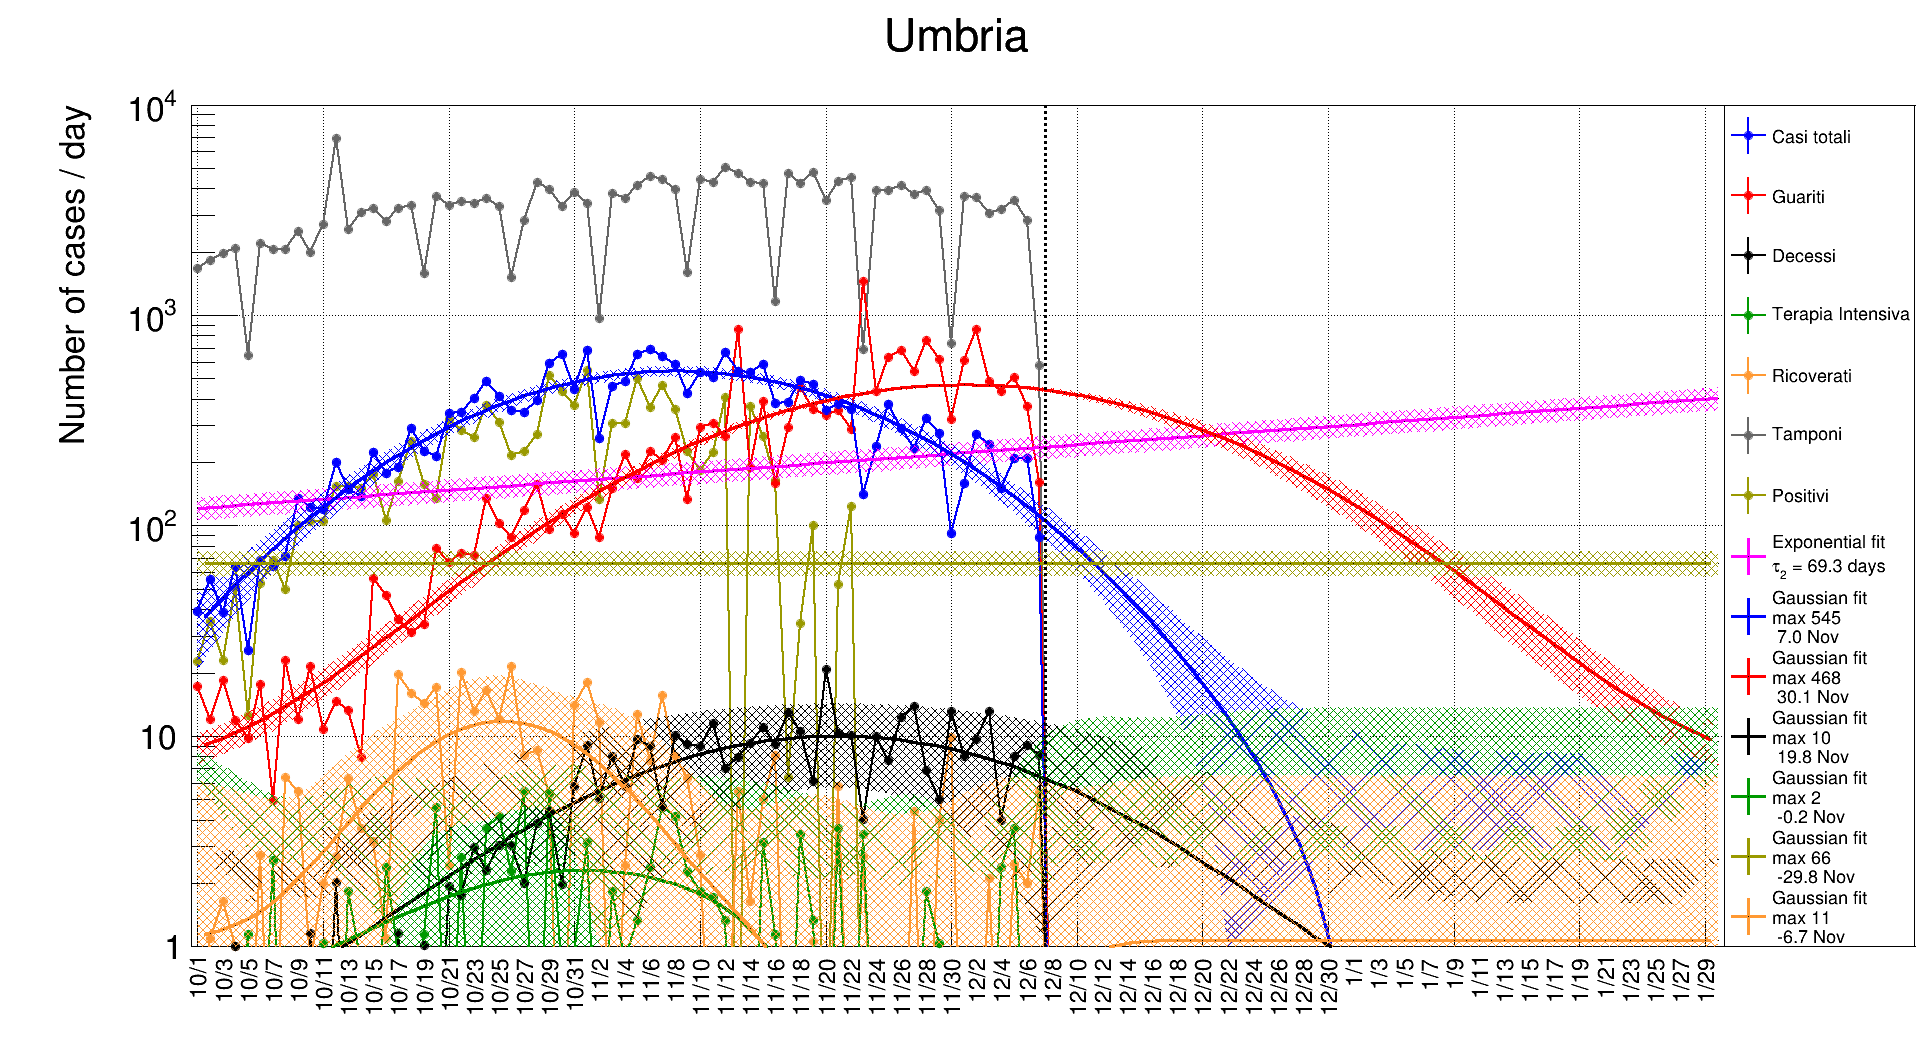 Umbria
Number of cases / day
10^4
10^3
10^2
10
1
10/1 10/3 10/5 10/7 10/9 10/11 10/13 10/15 10/17 10/19 10/21 10/23 10/25 10/27 10/29 10/31 11/2 11/4 11/6 11/8 11/10 11/12 11/14 11/16 11/18 11/20 11/22 11/24 11/26 11/28 11/30 12/2 12/4 12/6 12/8 12/10 12/12 12/14 12/16 12/18 12/20 12/22 12/24 12/26 12/28 12/30 1/1 1/3 1/5 1/7 1/9 1/11 1/13 1/15 1/17 1/19 1/21 1/23 1/25 1/27 1/29
Casi totali
Guariti
Decessi
Terapia Intensiva
Ricoverati
Tamponi
Positivi
Exponential fit
τ2 = 69.3 days
Gaussian fit
max 545
7.0 Nov
Gaussian fit
max 468
30.1 Nov
Gaussian fit
max 10
19.8 Nov
Gaussian fit
max 2
-0.2 Nov
Gaussian fit
max 66
-29.8 Nov
Gaussian fit
max 11
-6.7 Nov